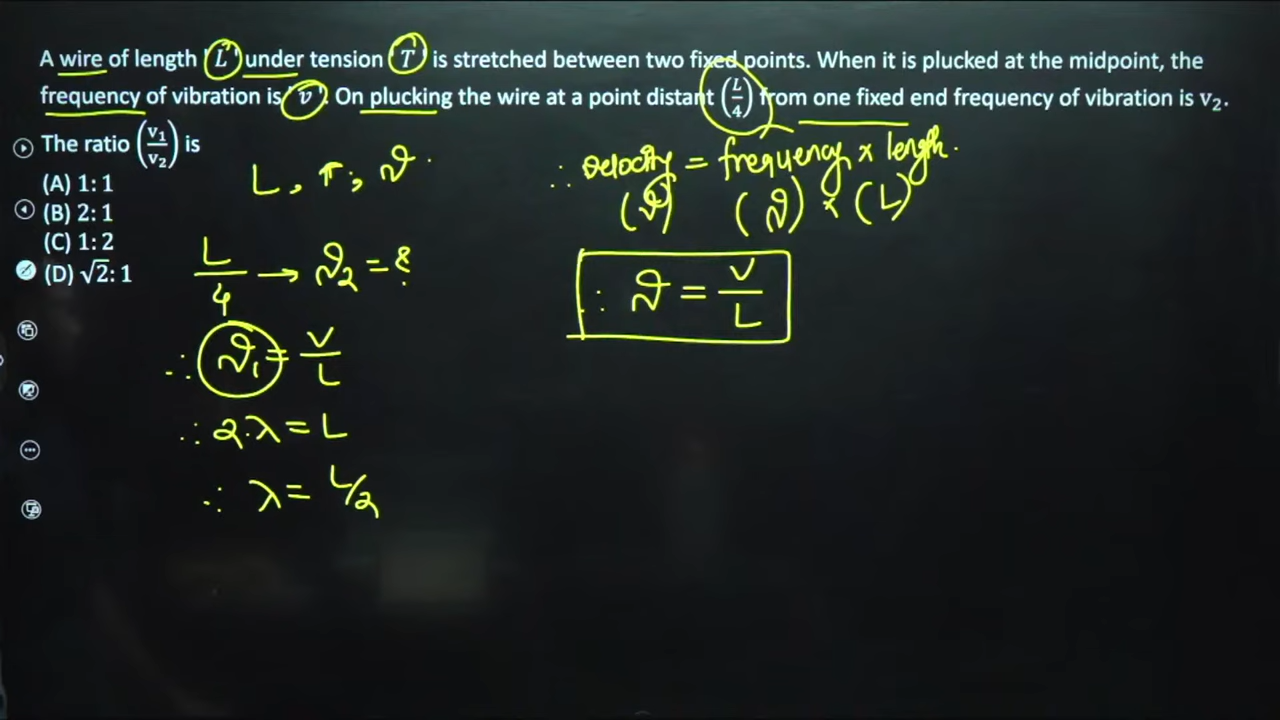 A wire of length 'L' under tension 'T' is stretched between two fixed points. When it is plucked at the midpoint, the
frequency of vibration is 'v'. On plucking the wire at a point distant (L/4) from one fixed end frequency of vibration is v₂.
The ratio (v₁/v₂) is
(A) 1: 1
(B) 2: 1
(C) 1: 2
(D) √2: 1
L, T, ν
L/4 → ν₂ = ?
∴ ν₁ = V/L
∴ 2.λ = L
∴ λ = L/2
∴ velocity = frequency × length.
(v) (ν) × (L)
∴ ν = V/L